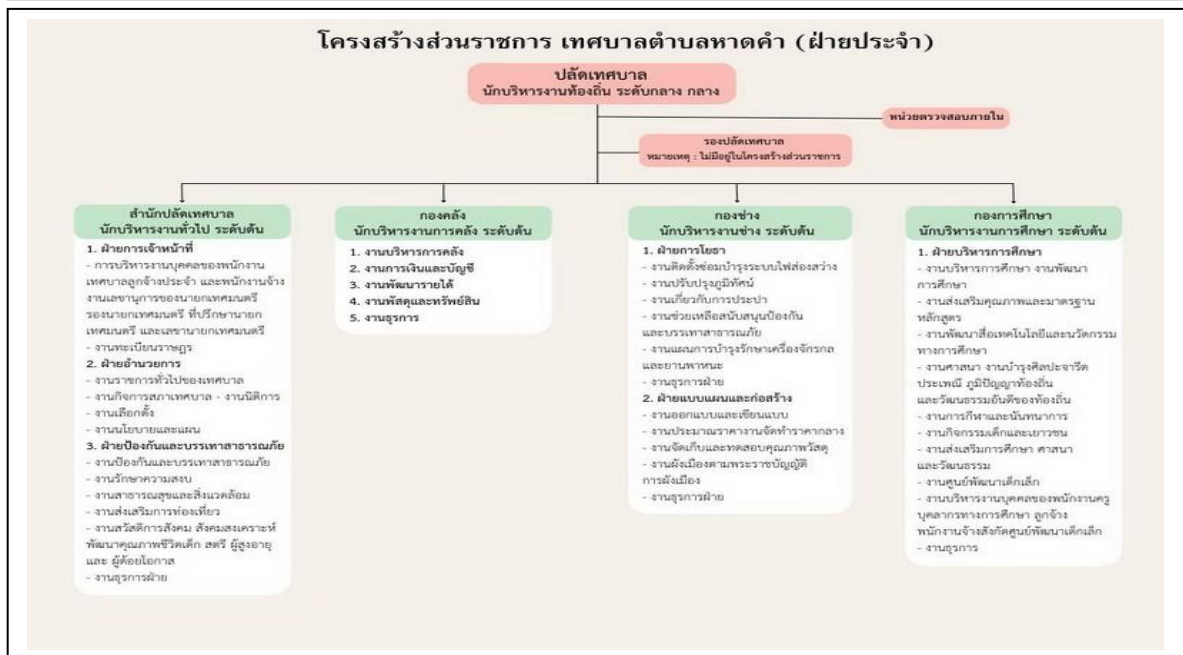 โครงสร้างส่วนราชการ เทศบาลตำบลหาดคำ (ฝ่ายประจำ)
ปลัดเทศบาล
นักบริหารงานท้องถิ่น ระดับกลาง กลาง
หน่วยตรวจสอบภายใน
รองปลัดเทศบาล
หมายเหตุ : ไม่มีอยู่ในโครงสร้างส่วนราชการ
สำนักปลัดเทศบาล
นักบริหารงานทั่วไป ระดับต้น
1. ฝ่ายการเจ้าหน้าที่
- การบริหารงานบุคคลของพนักงาน
เทศบาลลูกจ้างประจำ และพนักงานจ้าง
งานเลขานุการของนายกเทศมนตรี
รองนายกเทศมนตรี ที่ปรึกษานายก
เทศมนตรี และเลขานายกเทศมนตรี
- งานทะเบียนราษฎร
2. ฝ่ายอำนวยการ
- งานราชการทั่วไปของเทศบาล
- งานกิจการสภาเทศบาล - งานนิติการ
- งานเลือกตั้ง
- งานนโยบายและแผน
3. ฝ่ายป้องกันและบรรเทาสาธารณภัย
- งานป้องกันและบรรเทาสาธารณภัย
- งานรักษาความสงบ
- งานสาธารณสุขและสิ่งแวดล้อม
- งานส่งเสริมการท่องเที่ยว
- งานสวัสดิการสังคม สังคมสงเคราะห์
พัฒนาคุณภาพชีวิตเด็ก สตรี ผู้สูงอายุ
และ ผู้ด้อยโอกาส
- งานธุรการฝ่าย
กองคลัง
นักบริหารงานการคลัง ระดับต้น
1. งานบริหารการคลัง
2. งานการเงินและบัญชี
3. งานพัฒนารายได้
4. งานพัสดุและทรัพย์สิน
5. งานธุรการ
กองช่าง
นักบริหารงานช่าง ระดับต้น
1. ฝ่ายการโยธา
- งานติดตั้งซ่อมบำรุงระบบไฟส่องสว่าง
- งานปรับปรุงภูมิทัศน์
- งานเกี่ยวกับการประปา
- งานช่วยเหลือสนับสนุนป้องกัน
และบรรเทาสาธารณภัย
- งานแผนการบำรุงรักษาเครื่องจักรกล
และยานพาหนะ
- งานธุรการฝ่าย
2. ฝ่ายแบบแผนและก่อสร้าง
- งานออกแบบและเขียนแบบ
- งานประมาณราคางานจัดทำราคากลาง
- งานจัดเก็บและทดสอบคุณภาพวัสดุ
- งานผังเมืองตามพระราชบัญญัติ
การผังเมือง
- งานธุรการฝ่าย
กองการศึกษา
นักบริหารงานการศึกษา ระดับต้น
1. ฝ่ายบริหารการศึกษา
- งานบริหารการศึกษา งานพัฒนา
การศึกษา
- งานส่งเสริมคุณภาพและมาตรฐาน
หลักสูตร
- งานพัฒนาสื่อเทคโนโลยีและนวัตกรรม
ทางการศึกษา
- งานศาสนา งานบำรุงศิลปะจารีต
ประเพณี ภูมิปัญญาท้องถิ่น
และวัฒนธรรมอันดีของท้องถิ่น
- งานการกีฬาและนันทนาการ
- งานกิจกรรมเด็กและเยาวชน
- งานส่งเสริมการศึกษา ศาสนา
และวัฒนธรรม
- งานศูนย์พัฒนาเด็กเล็ก
- งานบริหารงานบุคคลของพนักงานครู
บุคลากรทางการศึกษา ลูกจ้าง
พนักงานจ้างสังกัดศูนย์พัฒนาเด็กเล็ก
- งานธุรการ